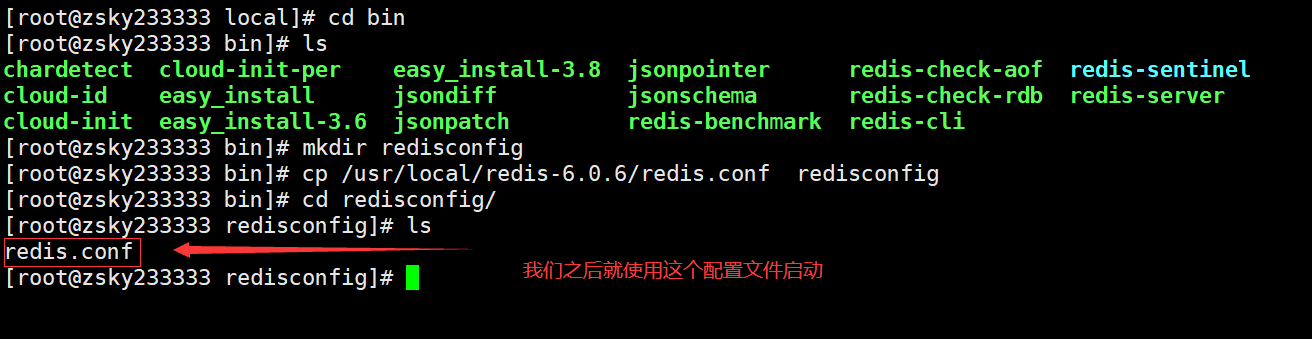 [root@zsky233333 local]# cd bin
[root@zsky233333 bin]# ls
chardetect  cloud-init-per    easy_install-3.8  jsonpointer      redis-check-aof  redis-sentinel
cloud-id    easy_install      jsondiff          jsonschema       redis-check-rdb  redis-server
cloud-init  easy_install-3.6  jsonpatch         redis-benchmark  redis-cli
[root@zsky233333 bin]# mkdir redisconfig
[root@zsky233333 bin]# cp /usr/local/redis-6.0.6/redis.conf  redisconfig
[root@zsky233333 bin]# cd redisconfig/
[root@zsky233333 redisconfig]# ls
redis.conf
我们之后就使用这个配置文件启动
[root@zsky233333 redisconfig]#